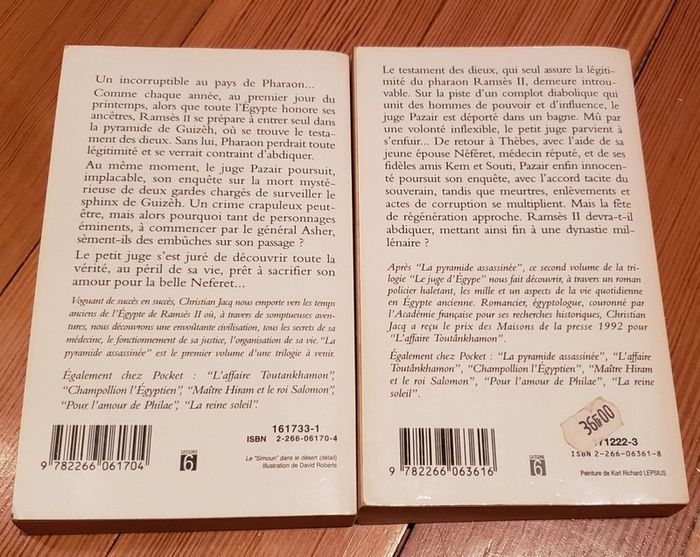 Un incorruptible au pays de Pharaon...
Comme chaque année, au premier jour du
printemps, alors que toute l'Égypte honore ses
ancêtres, Ramsès II se prépare à entrer seul dans
la pyramide de Guizèh, où se trouve le testa-
ment des dieux. Sans lui, Pharaon perdrait toute
légitimité et se verrait contraint d'abdiquer.
Au même moment, le juge Pazair poursuit,
implacable, son enquête sur la mort mysté-
rieuse de deux gardes chargés de surveiller le
sphinx de Guizèh. Un crime crapuleux peut-
être, mais alors pourquoi tant de personnages
éminents, à commencer par le général Asher,
sèment-ils des embûches sur son passage ?
Le petit juge s'est juré de découvrir toute la
vérité, au péril de sa vie, prêt à sacrifier son
amour pour la belle Neferet...
Voguant de succès en succès, Christian Jacq nous emporte vers les temps
anciens de l'Égypte de Ramsès II où, à travers de somptueuses aven-
tures, nous découvrons une envoûtante civilisation, tous les secrets de sa
médecine, le fonctionnement de sa justice, l'organisation de sa vie. "La
pyramide assassinée" est le premier volume d'une trilogie à venir.
Également chez Pocket : "L'affaire Toutankhamon",
"Champollion l'Égyptien", "Maître Hiram et le roi Salomon",
"Pour l'amour de Philae", "La reine soleil".
161733-1
ISBN 2-266-06170-4
9 782266 061704
CATÉGORIE
6
Le "Simoun" dans le désert (détail)
Illustration de David Roberts
Le testament des dieux, qui seul assure la légiti-
mité du pharaon Ramsès II, demeure introu-
vable. Sur la piste d'un complot diabolique qui
unit des hommes de pouvoir et d'influence, le
juge Pazair est déporté dans un bagne. Mû par
une volonté inflexible, le petit juge parvient à
s'enfuir... De retour à Thèbes, avec l'aide de sa
jeune épouse Néféret, médecin réputé, et de ses
fidèles amis Kem et Souti, Pazair enfin innocenté
poursuit son enquête, avec l'accord tacite du
souverain, tandis que meurtres, enlèvements et
actes de corruption se multiplient. Mais la fête
de régénération approche. Ramsès II devra-t-il
abdiquer, mettant ainsi fin à une dynastie mil-
lénaire ?
Après "La pyramide assassinée", ce second volume de la tri-
logie "Le juge d'Égype" nous fait découvrir, à travers un roman
policier haletant, les mille et un aspects de la vie quotidienne
en Égypte ancienne. Romancier, égyptologue, couronné par
l'Académie française pour ses recherches historiques, Christian
Jacq a reçu le prix des Maisons de la presse 1992 pour
"L'affaire Toutânkhamon".
Également chez Pocket : "La pyramide assassinée", "L'affaire
Toutânkhamon", "Champollion l'Égyptien", "Maître Hiram et
le roi Salomon", "Pour l'amour de Philae", "La reine
soleil".
36F00
1222-3
ISBN 2-266-06361-8
9 782266 063616
CATÉGORIE
6
Peinture de Karl Richard LEPSIUS